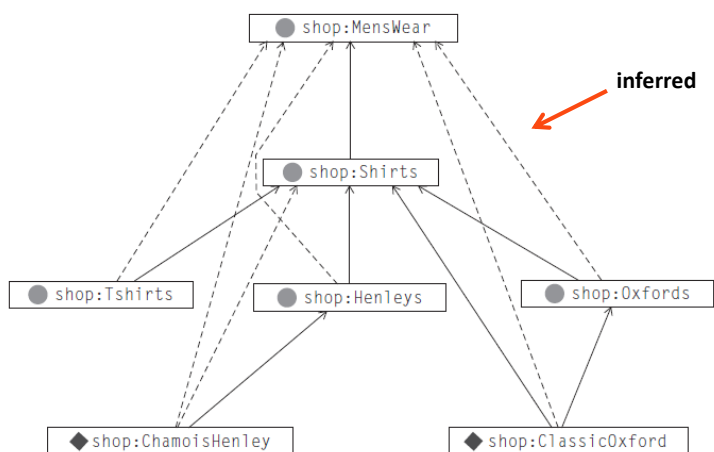 shop:MensWear
inferred
shop:Shirts
shop:Tshirts
shop:Henleys
shop:Oxfords
shop:ChamoisHenley
shop:ClassicOxford